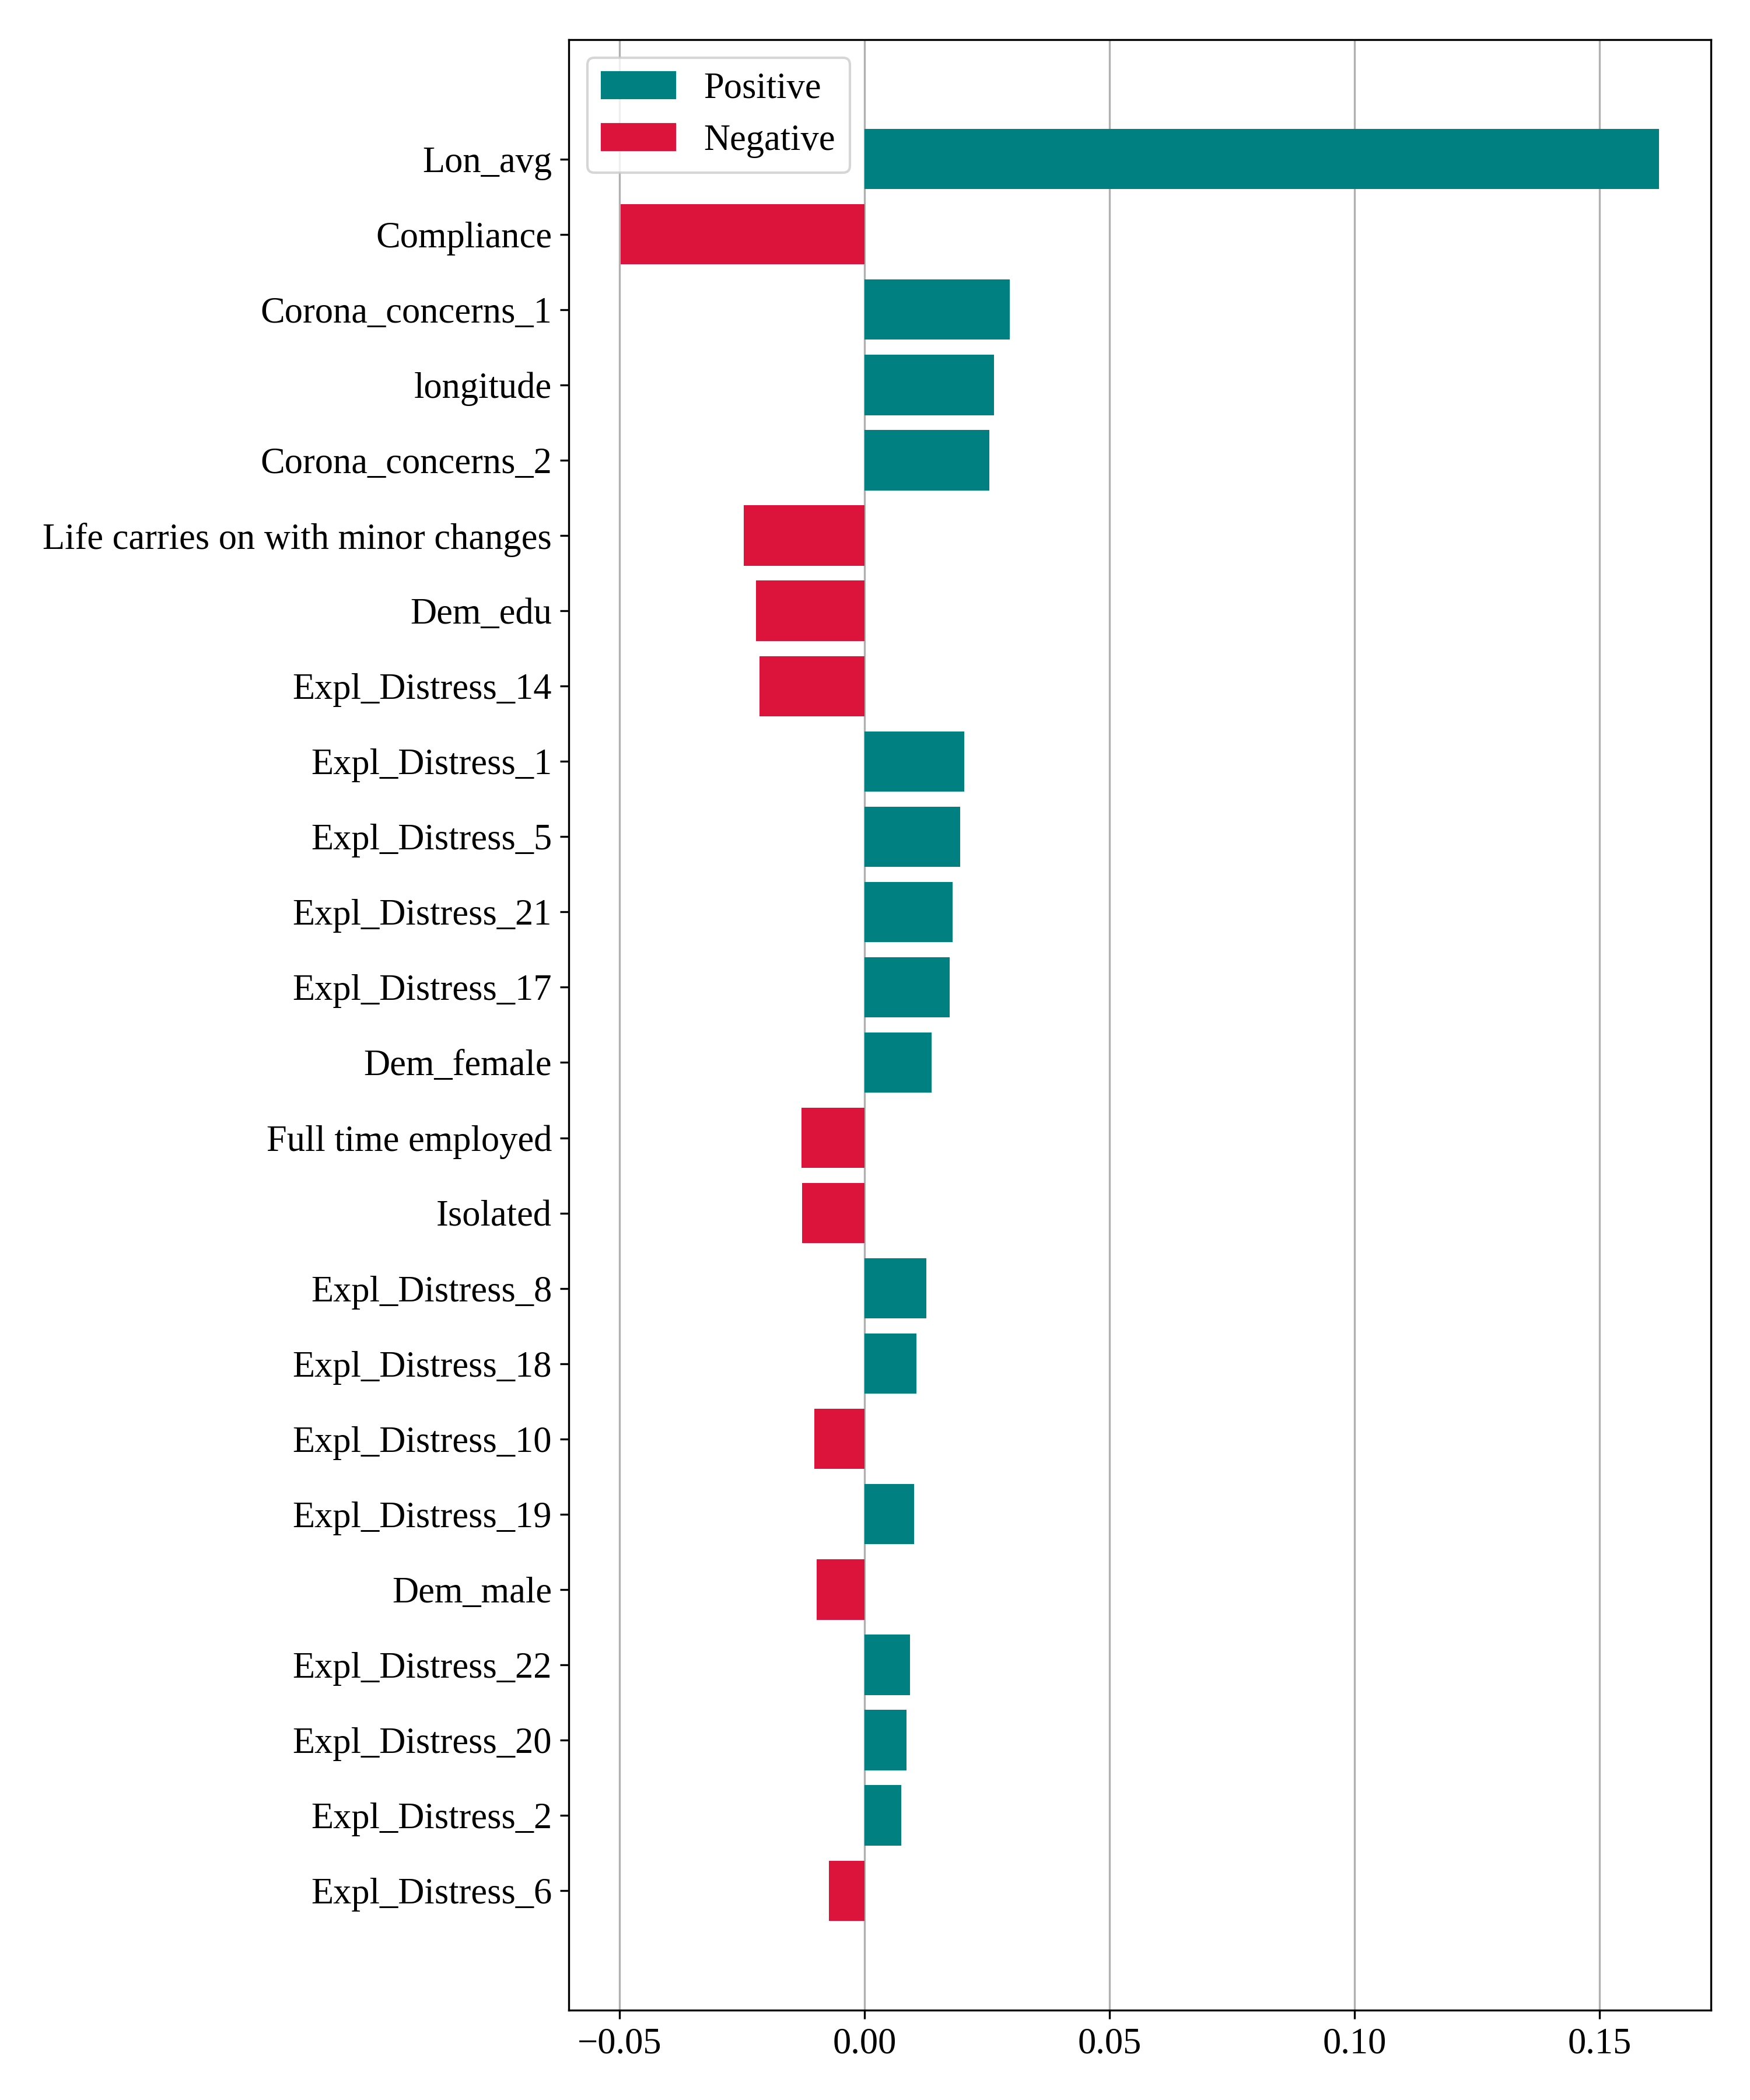 Positive
Negative
Lon_avg
Compliance
Corona_concerns_1
longitude
Corona_concerns_2
Life carries on with minor changes
Dem_edu
Expl_Distress_14
Expl_Distress_1
Expl_Distress_5
Expl_Distress_21
Expl_Distress_17
Dem_female
Full time employed
Isolated
Expl_Distress_8
Expl_Distress_18
Expl_Distress_10
Expl_Distress_19
Dem_male
Expl_Distress_22
Expl_Distress_20
Expl_Distress_2
Expl_Distress_6
−0.05 0.00 0.05 0.10 0.15